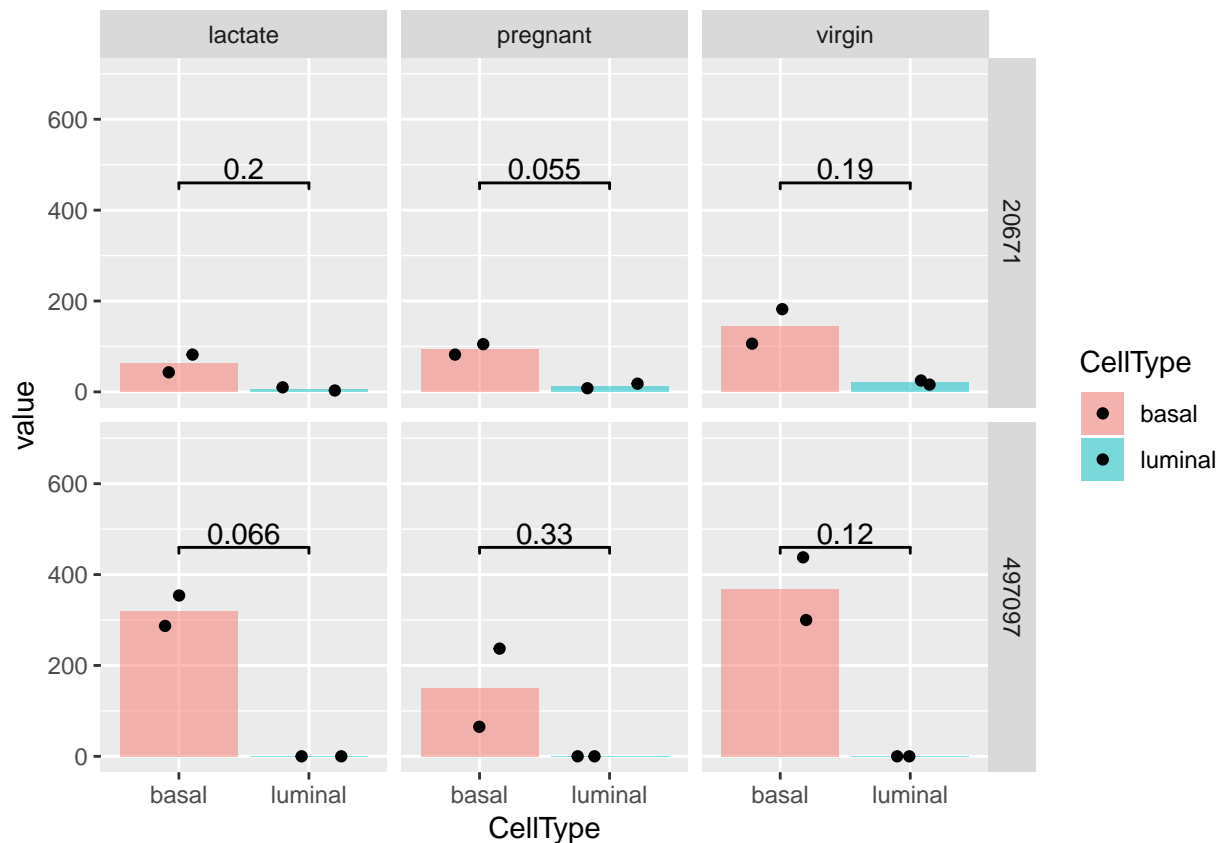 lactate pregnant virgin
600
400
200
0
0.2 0.055 0.19
20671
value
600
400
200
0
0.066 0.33 0.12
497097
basal luminal basal luminal basal luminal
CellType
CellType
basal
luminal